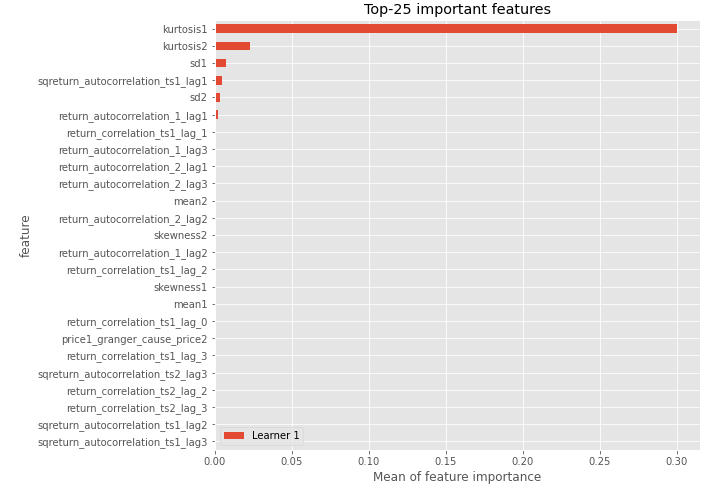 Top-25 important features
kurtosis1
kurtosis2
sd1
sqreturn_autocorrelation_ts1_lag1
sd2
return_autocorrelation_1_lag1
return_correlation_ts1_lag_1
return_autocorrelation_1_lag3
return_autocorrelation_2_lag1
return_autocorrelation_2_lag3
mean2
return_autocorrelation_2_lag2
skewness2
return_autocorrelation_1_lag2
return_correlation_ts1_lag_2
skewness1
mean1
return_correlation_ts1_lag_0
price1_granger_cause_price2
return_correlation_ts1_lag_3
sqreturn_autocorrelation_ts2_lag3
return_correlation_ts2_lag_2
return_correlation_ts2_lag_3
sqreturn_autocorrelation_ts1_lag2
sqreturn_autocorrelation_ts1_lag3
feature
Learner 1
0.00 0.05 0.10 0.15 0.20 0.25 0.30
Mean of feature importance